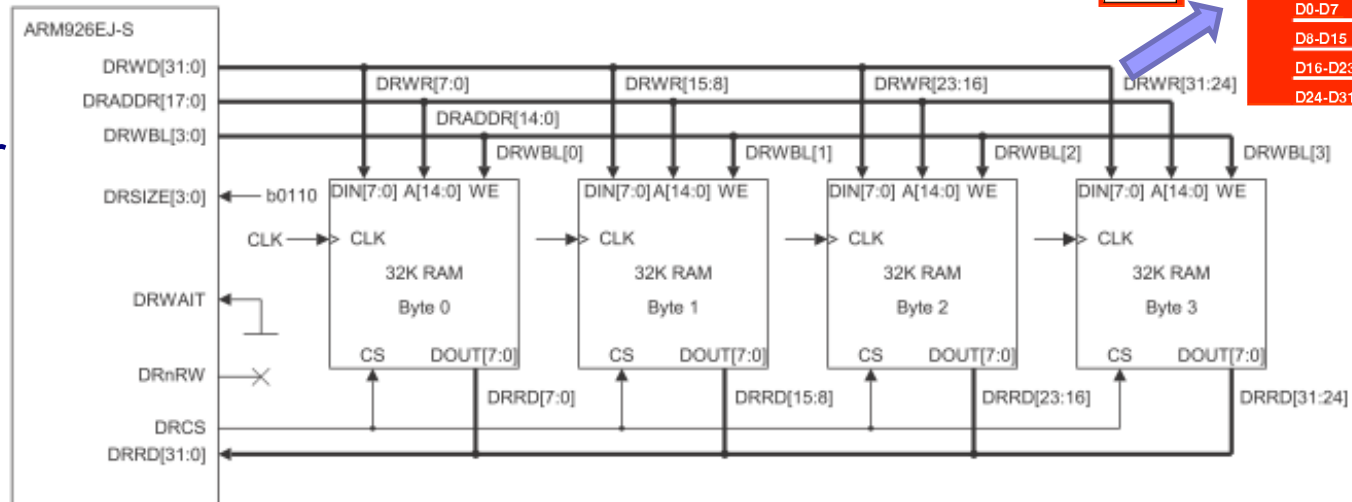 ARM926EJ-S
D0-D7
D8-D15
D16-D23
D24-D31
DRWD[31:0]
DRWR[7:0]
DRWR[15:8]
DRWR[23:16]
DRWR[31:24]
DRADDR[17:0]
DRADDR[14:0]
DRWBL[3:0]
DRWBL[0]
DRWBL[1]
DRWBL[2]
DRWBL[3]
DRSIZE[3:0]
b0110
DIN[7:0] A[14:0] WE
DIN[7:0] A[14:0] WE
DIN[7:0] A[14:0] WE
DIN[7:0] A[14:0] WE
CLK
> CLK
> CLK
> CLK
> CLK
32K RAM
32K RAM
32K RAM
32K RAM
DRWAIT
Byte 0
Byte 1
Byte 2
Byte 3
CS DOUT[7:0]
CS DOUT[7:0]
CS DOUT[7:0]
CS DOUT[7:0]
DRnRW
DRRD[7:0]
DRRD[15:8]
DRRD[23:16]
DRRD[31:24]
DRCS
DRRD[31:0]